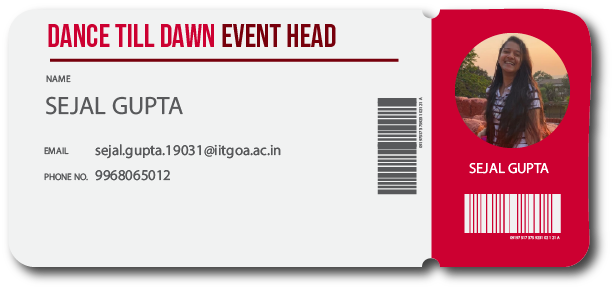 DANCE TILL DAWN EVENT HEAD
NAME
SEJAL GUPTA
EMAIL sejal.gupta.19031@iitgoa.ac.in
PHONE NO. 9968065012
SEJAL GUPTA